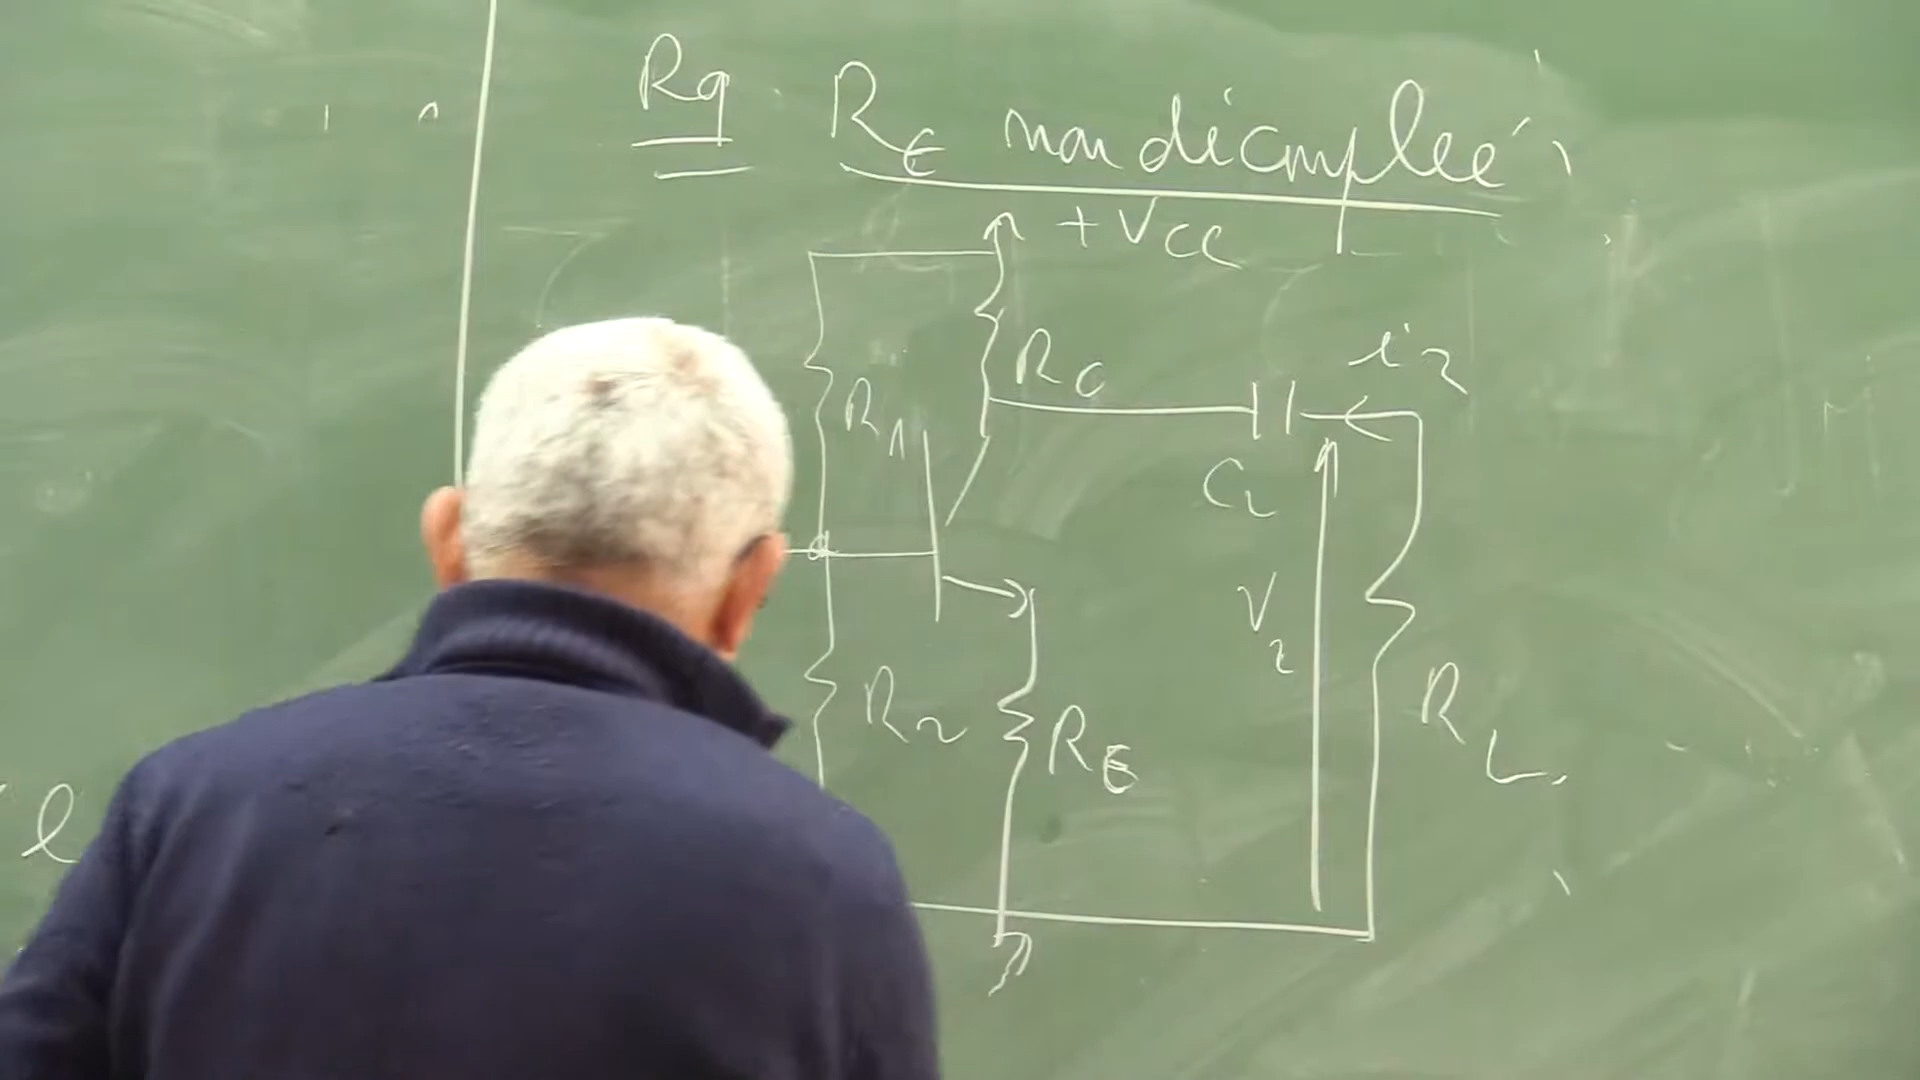 Rq. RE non découplée
+VCC
RC
i2
R1
C2
V2
R2
RE
RL
l